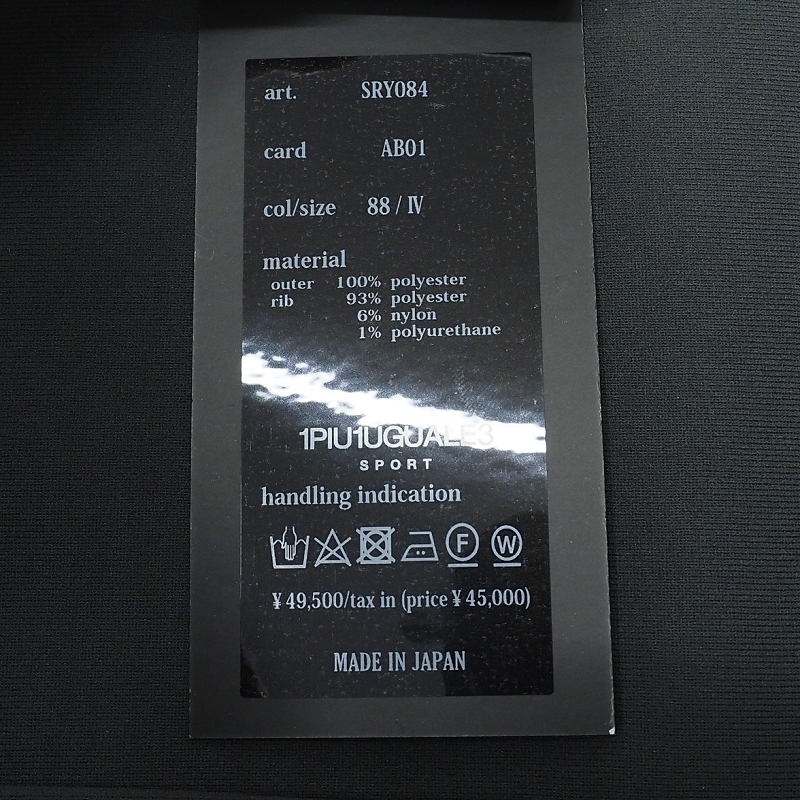 art. SRY084
card AB01
col/size 88 / Ⅳ
material
outer 100% polyester
rib 93% polyester
6% nylon
1% polyurethane
1PIU1UGUALE3
SPORT
handling indication
F W
¥ 49,500/tax in (price ¥ 45,000)
MADE IN JAPAN